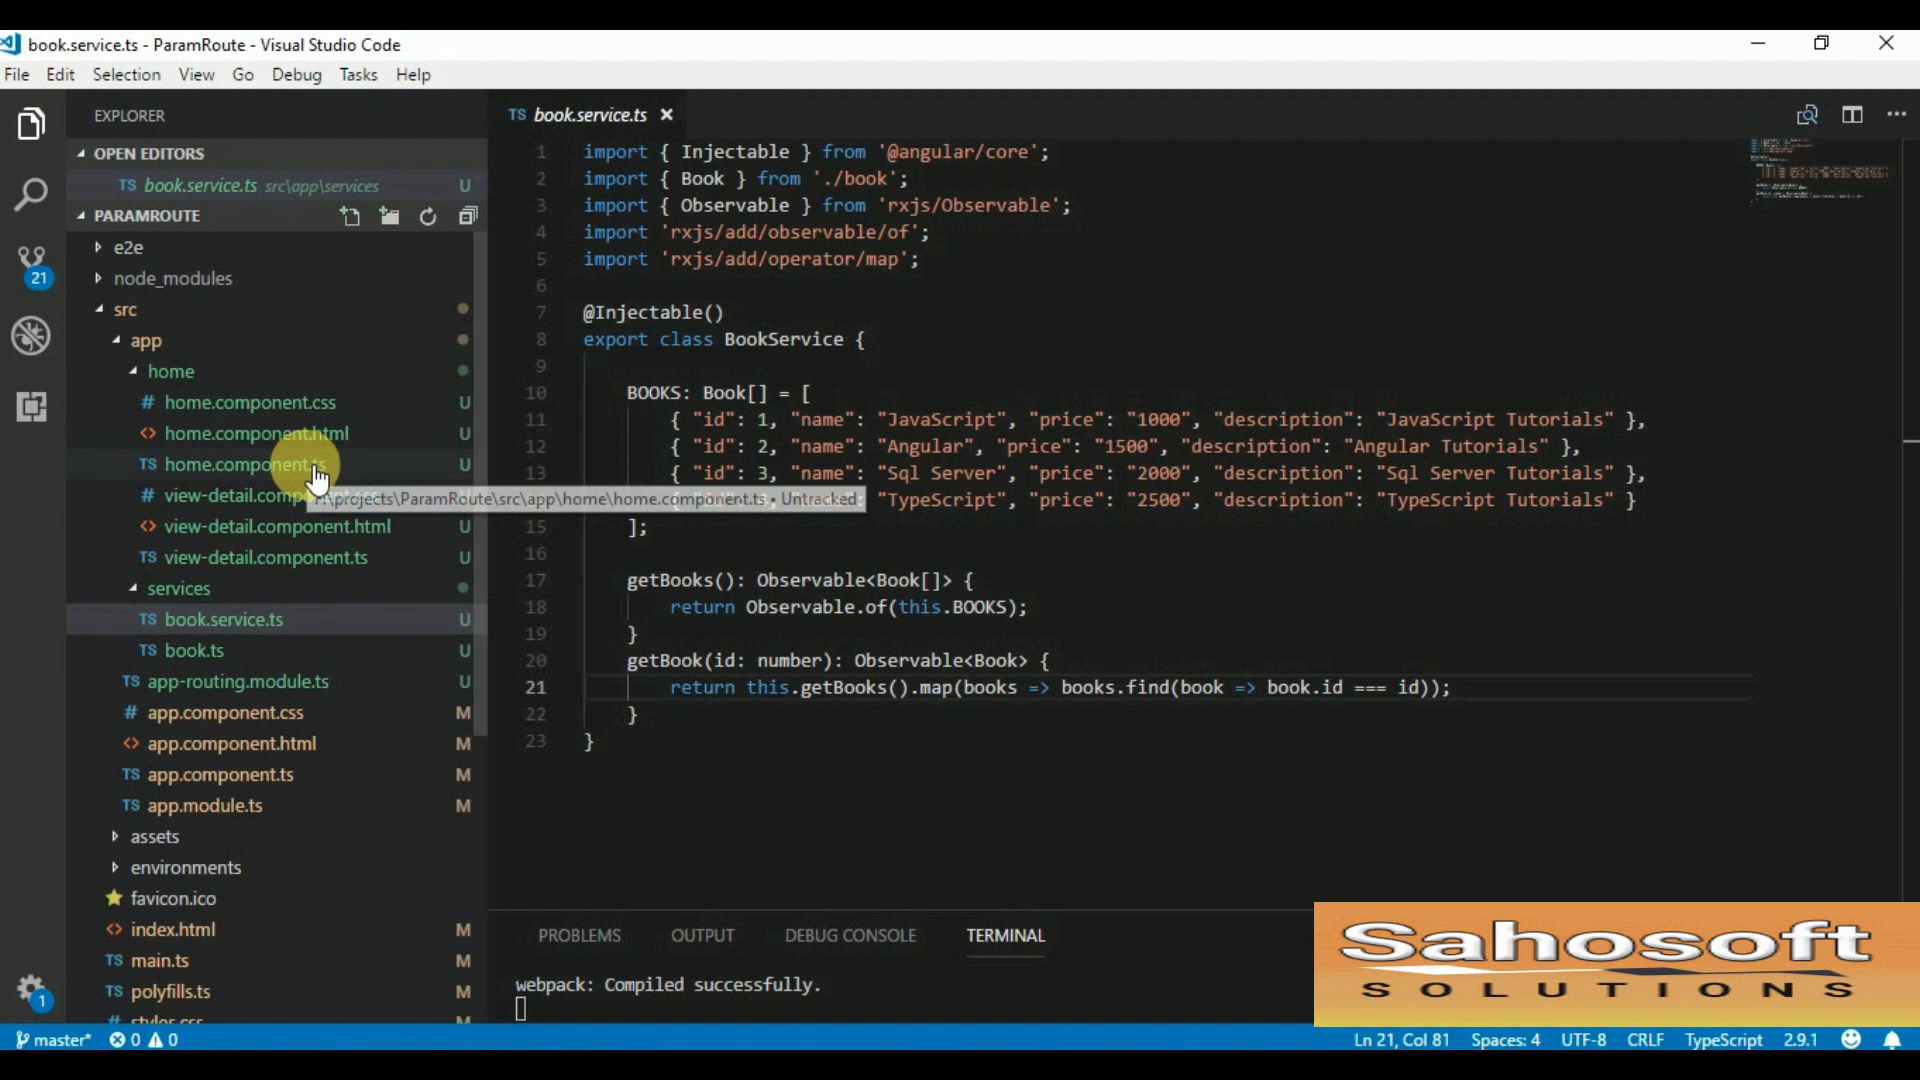 book.service.ts - ParamRoute - Visual Studio Code
File Edit Selection View Go Debug Tasks Help
EXPLORER
OPEN EDITORS
TS book.service.ts src\app\services U
PARAMROUTE
e2e
node_modules
src
app
home
# home.component.css U
<> home.component.html U
TS home.component.ts U
# view-detail.comp
projects\ParamRoute\src\app\home\home.component.ts • Untracked
<> view-detail.component.html U
TS view-detail.component.ts U
services
TS book.service.ts U
TS book.ts U
TS app-routing.module.ts U
# app.component.css M
<> app.component.html M
TS app.component.ts M
TS app.module.ts M
assets
environments
favicon.ico
<> index.html M
TS main.ts M
TS polyfills.ts M
# styles.css M
21
1
TS book.service.ts
1 import { Injectable } from '@angular/core';
2 import { Book } from './book';
3 import { Observable } from 'rxjs/Observable';
4 import 'rxjs/add/observable/of';
5 import 'rxjs/add/operator/map';
6
7 @Injectable()
8 export class BookService {
9
10 BOOKS: Book[] = [
11 { "id": 1, "name": "JavaScript", "price": "1000", "description": "JavaScript Tutorials" },
12 { "id": 2, "name": "Angular", "price": "1500", "description": "Angular Tutorials" },
13 { "id": 3, "name": "Sql Server", "price": "2000", "description": "Sql Server Tutorials" },
"TypeScript", "price": "2500", "description": "TypeScript Tutorials" }
15 ];
16
17 getBooks(): Observable<Book[]> {
18 return Observable.of(this.BOOKS);
19 }
20 getBook(id: number): Observable<Book> {
21 return this.getBooks().map(books => books.find(book => book.id === id));
22 }
23 }
PROBLEMS OUTPUT DEBUG CONSOLE TERMINAL
webpack: Compiled successfully.
Sahosoft
SOLUTIONS
master* 0 0 Ln 21, Col 81 Spaces: 4 UTF-8 CRLF TypeScript 2.9.1